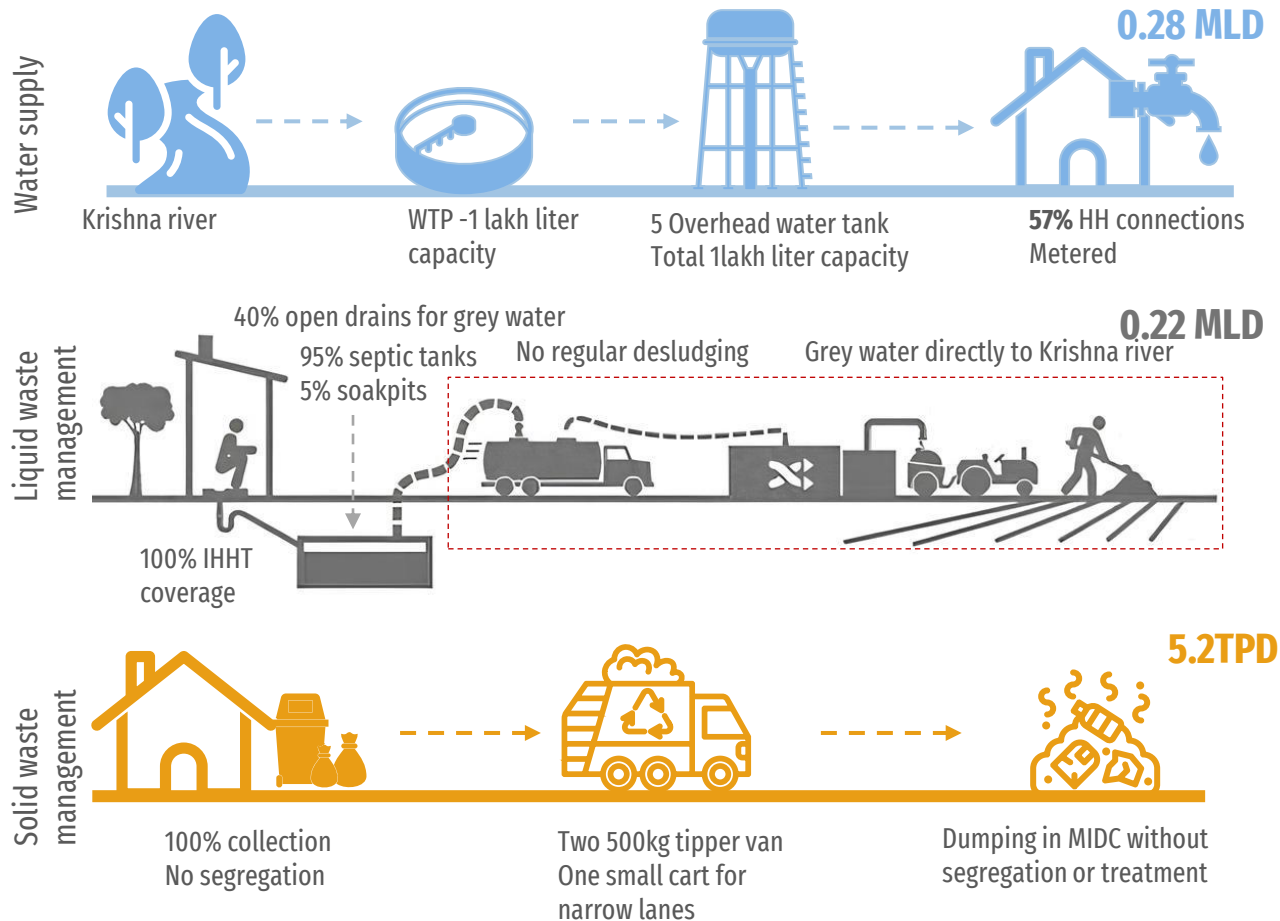 Water supply
0.28 MLD
Krishna river
WTP -1 lakh liter
capacity
5 Overhead water tank
Total 1lakh liter capacity
57% HH connections
Metered
Liquid waste
management
0.22 MLD
40% open drains for grey water
95% septic tanks
5% soakpits
No regular desludging
Grey water directly to Krishna river
100% IHHT
coverage
Solid waste
management
5.2TPD
100% collection
No segregation
Two 500kg tipper van
One small cart for
narrow lanes
Dumping in MIDC without
segregation or treatment